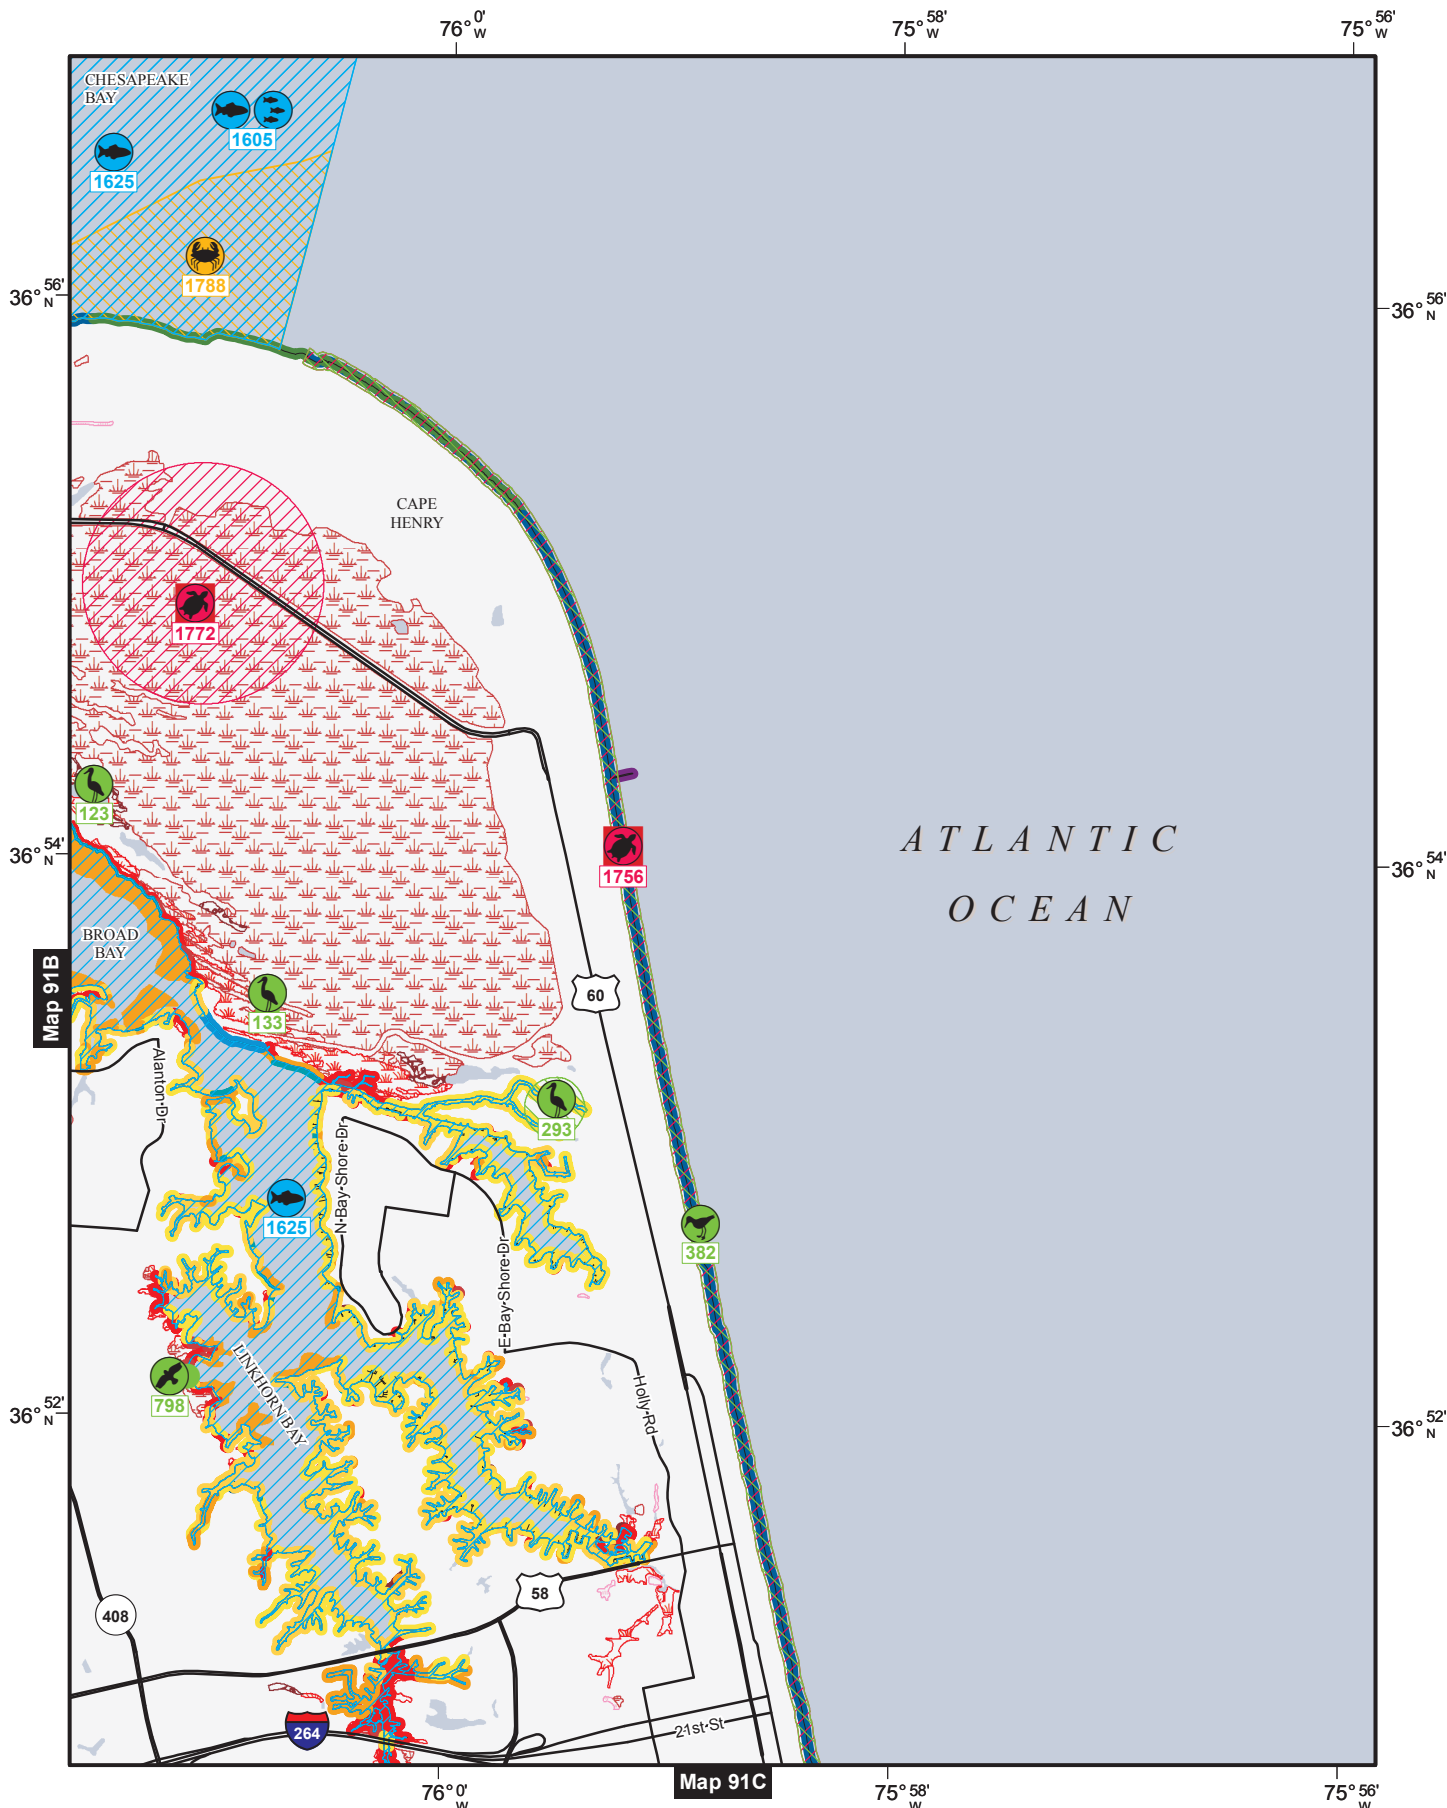 76° 0' W
75° 58' W
75° 56' W
CHESAPEAKE
BAY
1605
1625
1788
36° 56' N
36° 56' N
CAPE
HENRY
1772
123
36° 54' N
36° 54' N
1756
ATLANTIC
OCEAN
BROAD
BAY
Map 91B
60
133
Alanton Dr
293
N Bay Shore Dr
1625
382
E Bay Shore Dr
LINKHORN BAY
798
Holly Rd
36° 52' N
36° 52' N
58
408
264
21st St
Map 91C
76° 0' W
75° 58' W
75° 56' W